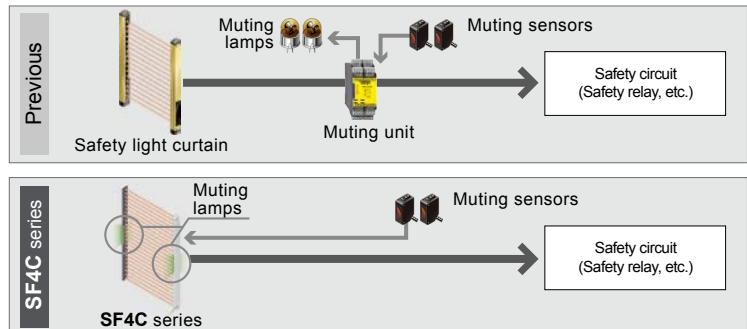 Previous
Muting
lamps
Muting sensors
Safety circuit
(Safety relay, etc.)
Muting unit
Safety light curtain
SF4C series
Muting
lamps
Muting sensors
Safety circuit
(Safety relay, etc.)
SF4C series